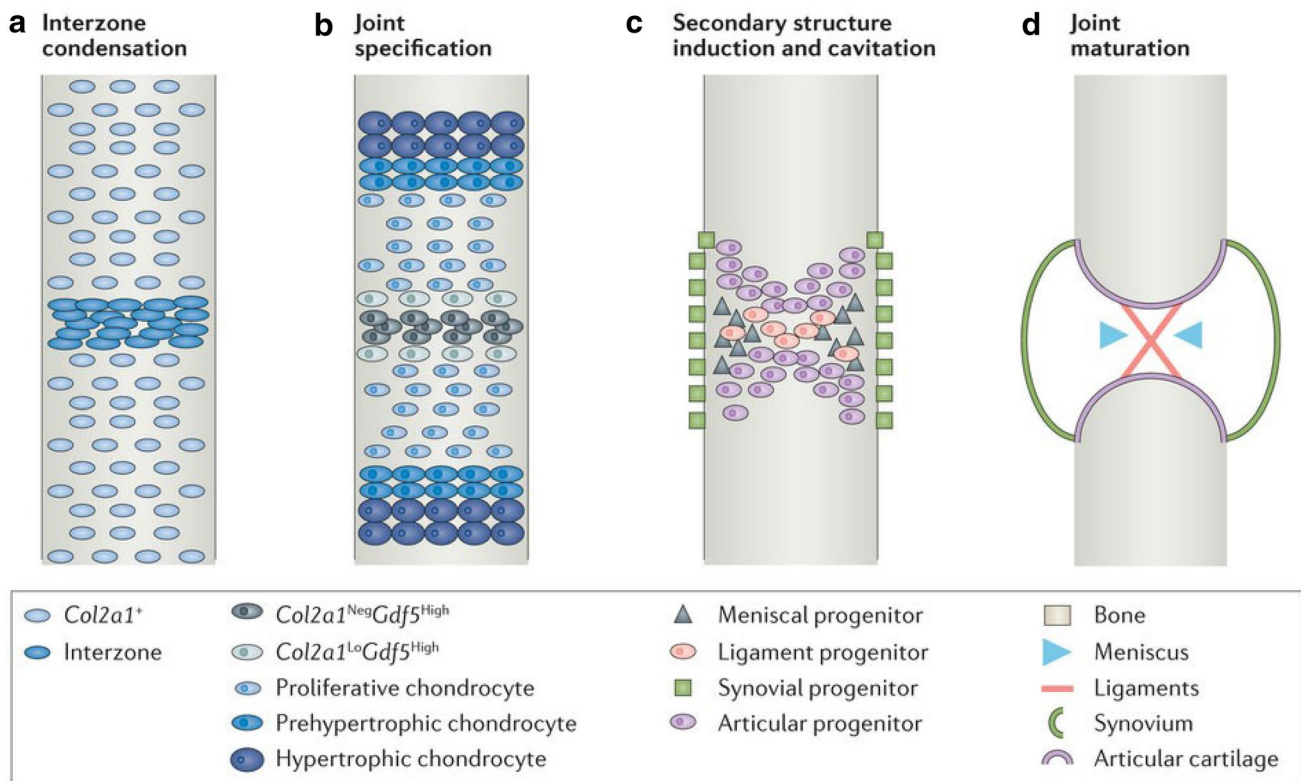 a Interzone
condensation
b Joint
specification
c Secondary structure
induction and cavitation
d Joint
maturation
Col2a1⁺
Interzone
Col2a1ᴺᵉᵍGdf5ᴴⁱᵍʰ
Col2a1ᴸᵒGdf5ᴴⁱᵍʰ
Proliferative chondrocyte
Prehypertrophic chondrocyte
Hypertrophic chondrocyte
Meniscal progenitor
Ligament progenitor
Synovial progenitor
Articular progenitor
Bone
Meniscus
Ligaments
Synovium
Articular cartilage